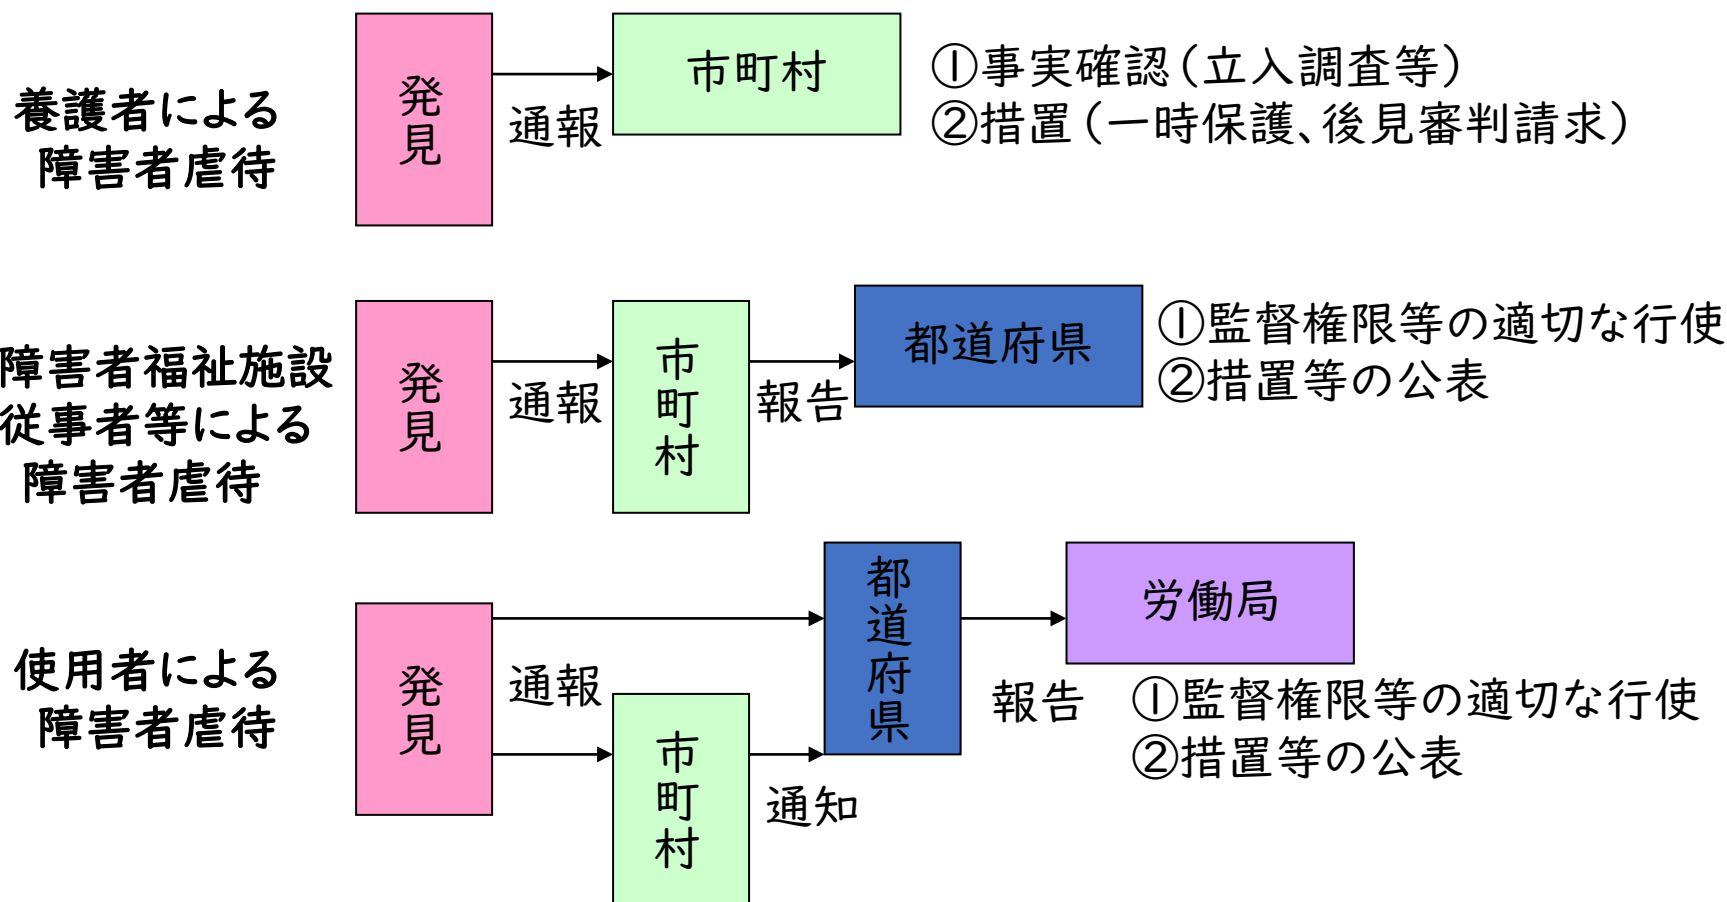 養護者による
障害者虐待
発見
通報
市町村
①事実確認(立入調査等)
②措置(一時保護、後見審判請求)
障害者福祉施設
従事者等による
障害者虐待
発見
通報
市町村
報告
都道府県
①監督権限等の適切な行使
②措置等の公表
使用者による
障害者虐待
発見
通報
市町村
通知
都道府県
報告
労働局
①監督権限等の適切な行使
②措置等の公表